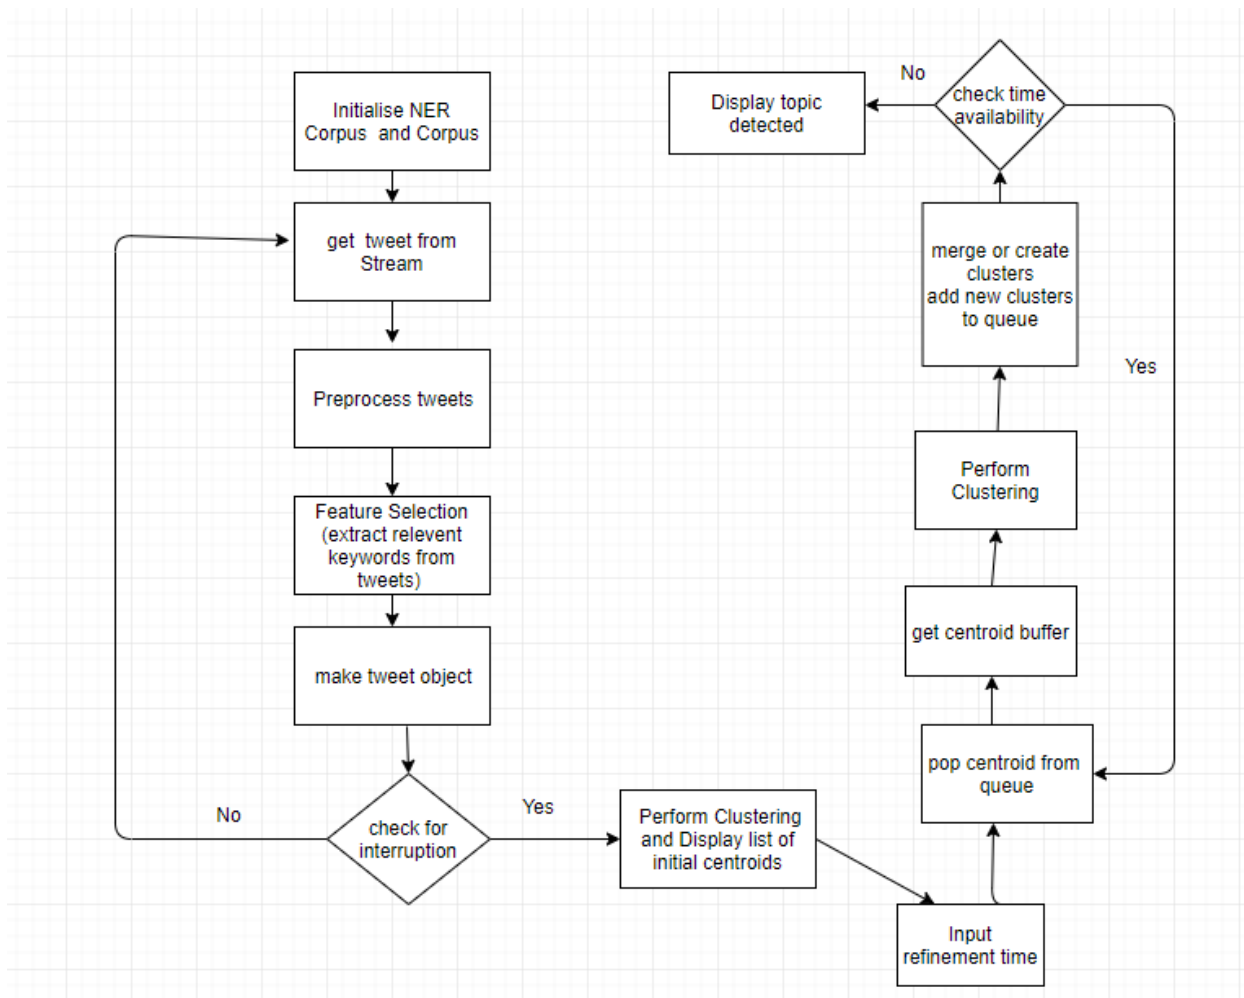 Initialise NER
Corpus and Corpus
get tweet from
Stream
Preprocess tweets
Feature Selection
(extract relevent
keywords from
tweets)
make tweet object
check for
interruption
No
Yes
Perform Clustering
and Display list of
initial centroids
Input
refinement time
pop centroid from
queue
get centroid buffer
Perform
Clustering
merge or create
clusters
add new clusters
to queue
check time
availability
Yes
No
Display topic
detected